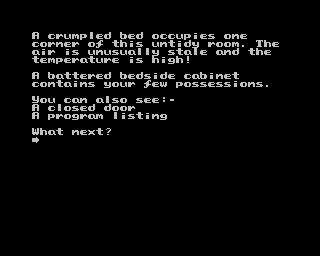 A crumpled bed occupies one
corner of this untidy room. The
air is unusually stale and the
temperature is high!
A battered bedside cabinet
contains your few possessions.
You can also see:-
A closed door
A program listing
What next?